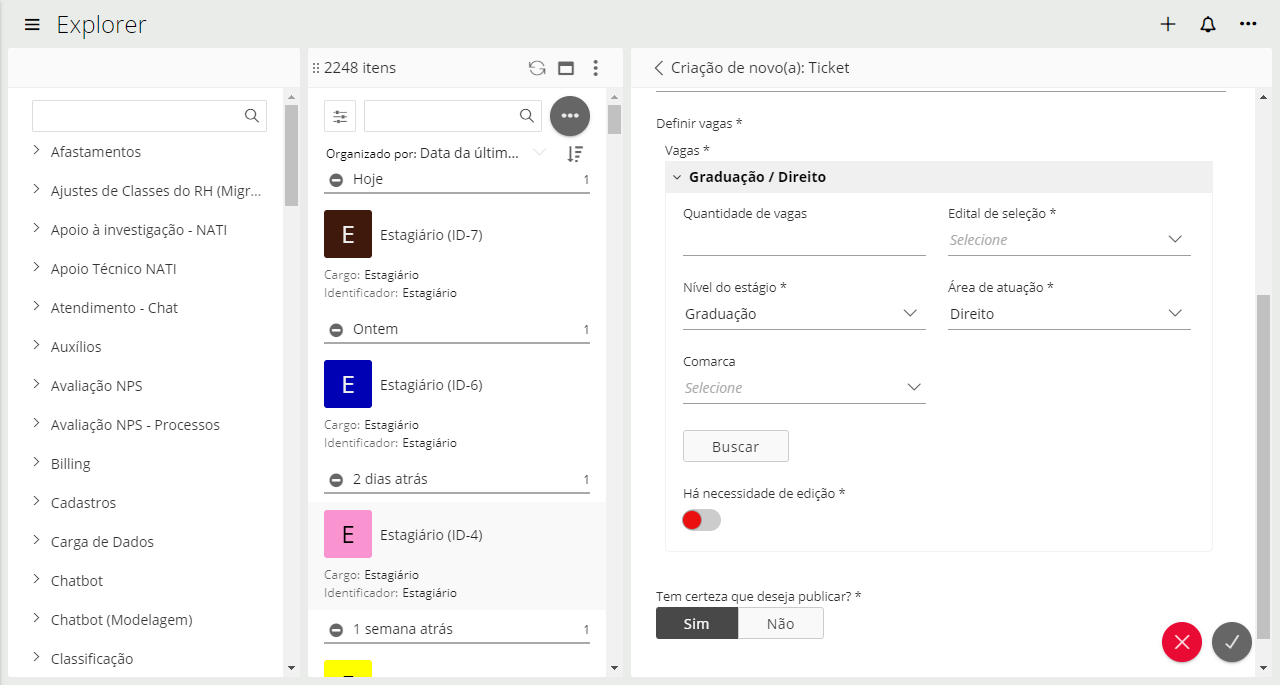 Explorer
Afastamentos
Ajustes de Classes do RH (Migr...
Apoio à investigação - NATI
Apoio Técnico NATI
Atendimento - Chat
Auxílios
Avaliação NPS
Avaliação NPS - Processos
Billing
Cadastros
Carga de Dados
Chatbot
Chatbot (Modelagem)
Classificação
2248 itens
Organizado por: Data da últim...
Hoje 1
E Estagiário (ID-7)
Cargo: Estagiário
Identificador: Estagiário
Ontem 1
E Estagiário (ID-6)
Cargo: Estagiário
Identificador: Estagiário
2 dias atrás 1
E Estagiário (ID-4)
Cargo: Estagiário
Identificador: Estagiário
1 semana atrás 1
Criação de novo(a): Ticket
Definir vagas *
Vagas *
Graduação / Direito
Quantidade de vagas Edital de seleção *
Selecione
Nível do estágio * Área de atuação *
Graduação Direito
Comarca
Selecione
Buscar
Há necessidade de edição *
Tem certeza que deseja publicar? *
Sim Não